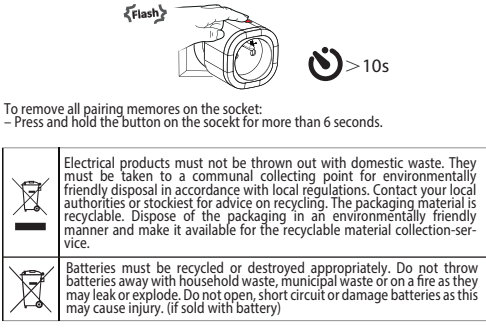 Flash
>10s
To remove all pairing memores on the socket:
– Press and hold the button on the socekt for more than 6 seconds.
Electrical products must not be thrown out with domestic waste. They
must be taken to a communal collecting point for environmentally
friendly disposal in accordance with local regulations. Contact your local
authorities or stockiest for advice on recycling. The packaging material is
recyclable. Dispose of the packaging in an environmentally friendly
manner and make it available for the recyclable material collection-ser-
vice.
Batteries must be recycled or destroyed appropriately. Do not throw
batteries away with household waste, municipal waste or on a fire as they
may leak or explode. Do not open, short circuit or damage batteries as this
may cause injury. (if sold with battery)